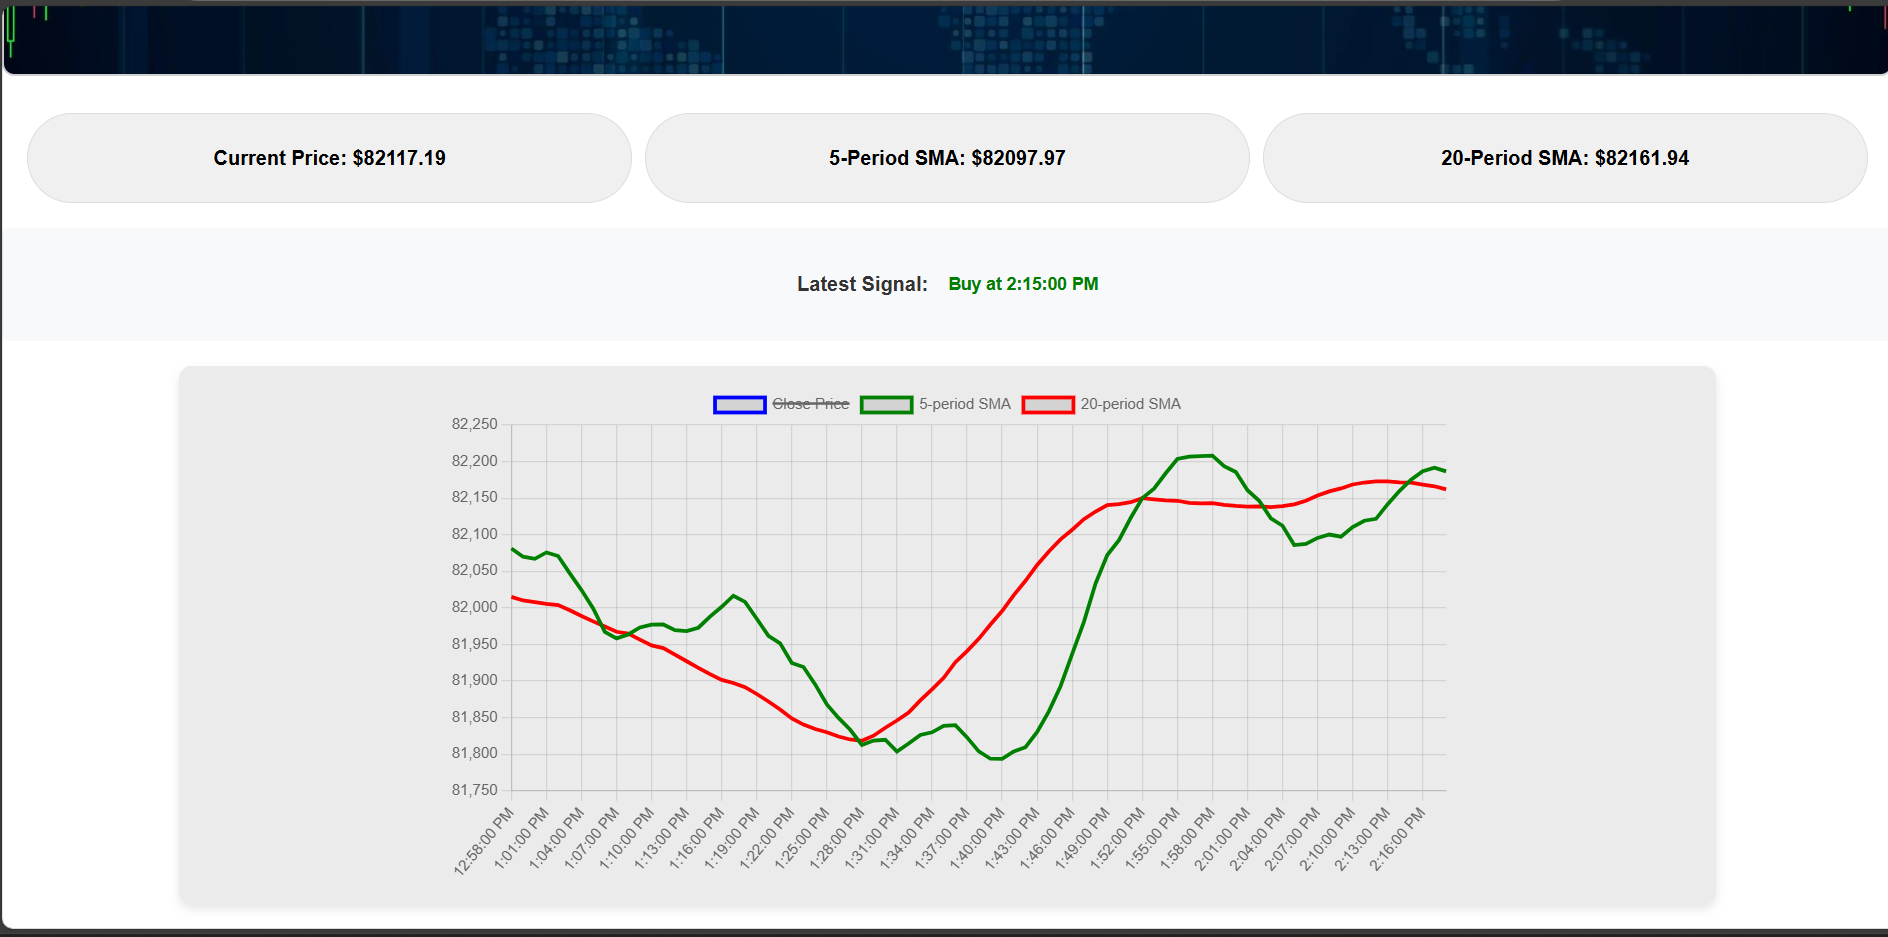 Current Price: $82117.19
5-Period SMA: $82097.97
20-Period SMA: $82161.94
Latest Signal: Buy at 2:15:00 PM
Close Price 5-period SMA 20-period SMA
82,250
82,200
82,150
82,100
82,050
82,000
81,950
81,900
81,850
81,800
81,750
12:58:00 PM
1:01:00 PM
1:04:00 PM
1:07:00 PM
1:10:00 PM
1:13:00 PM
1:16:00 PM
1:19:00 PM
1:22:00 PM
1:25:00 PM
1:28:00 PM
1:31:00 PM
1:34:00 PM
1:37:00 PM
1:40:00 PM
1:43:00 PM
1:46:00 PM
1:49:00 PM
1:52:00 PM
1:55:00 PM
1:58:00 PM
2:01:00 PM
2:04:00 PM
2:07:00 PM
2:10:00 PM
2:13:00 PM
2:16:00 PM